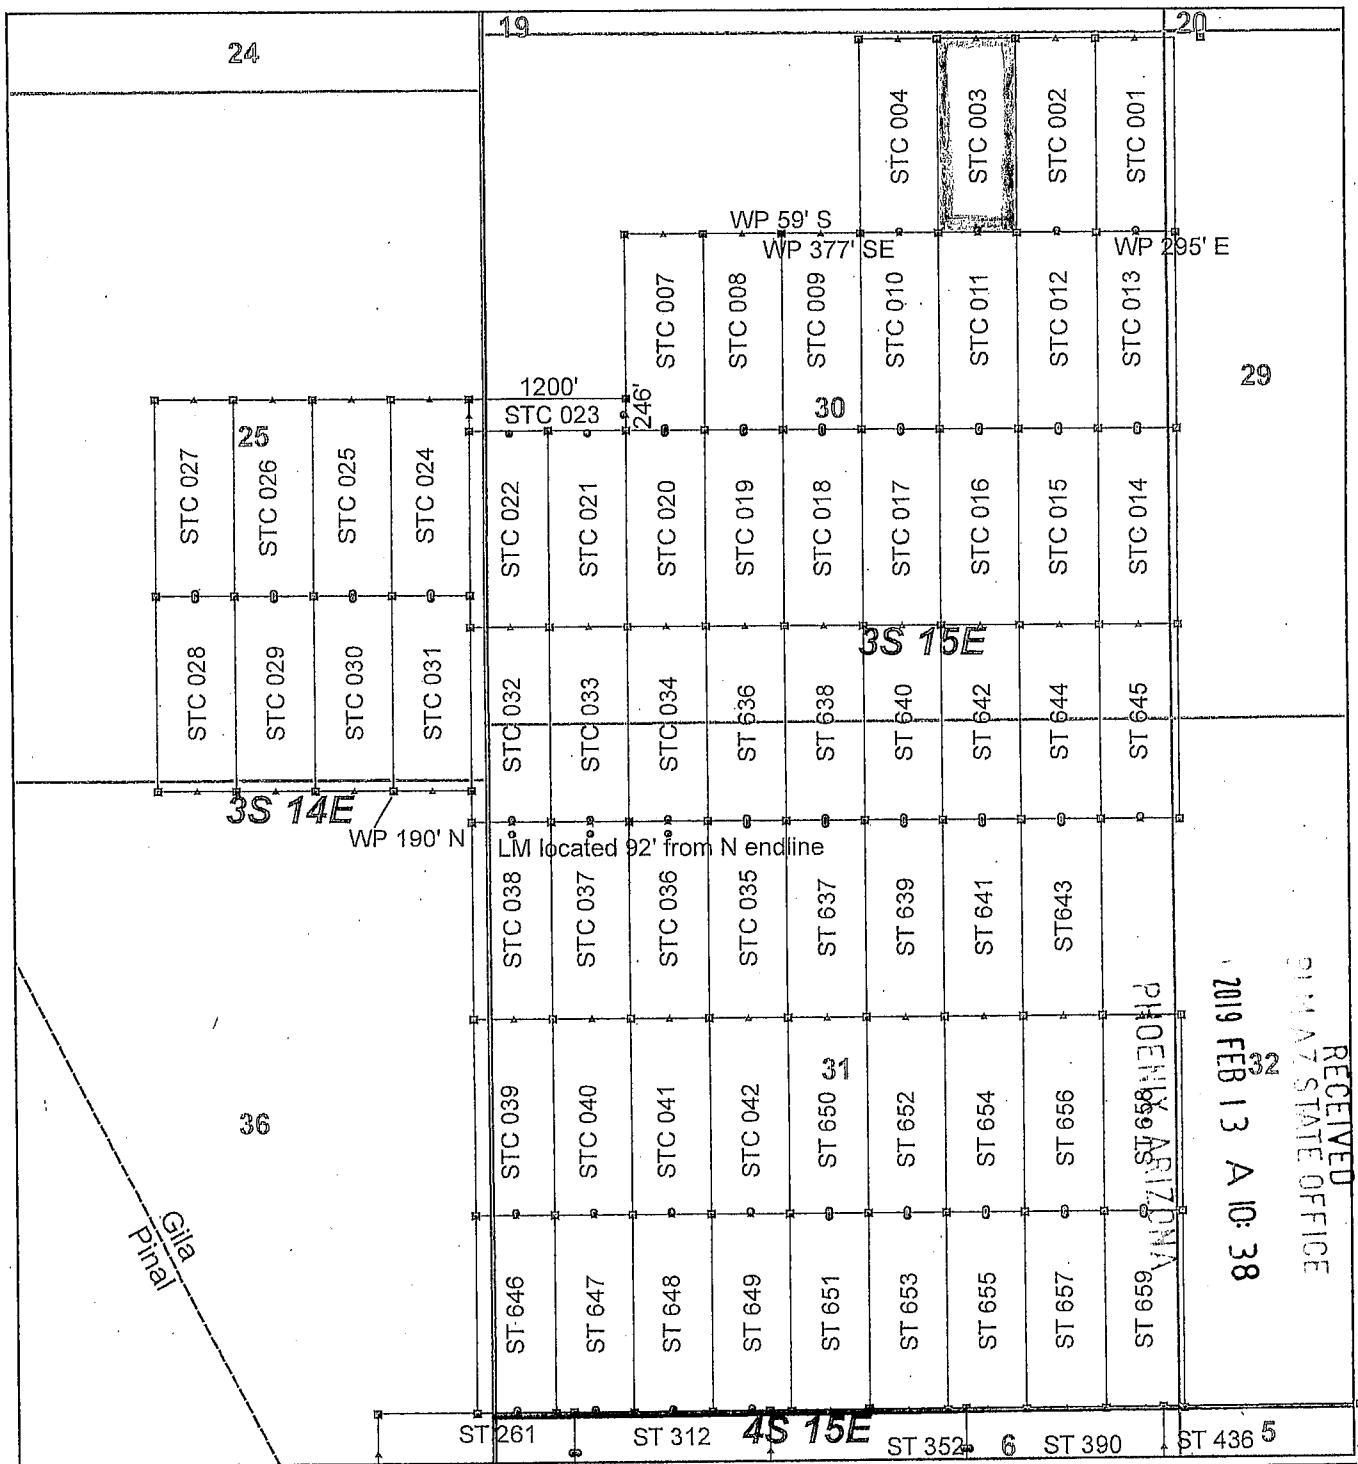 24
19
20
STC 004
STC 003
STC 002
STC 001
WP 59' S
WP 377' SE
WP 295' E
STC 007
STC 008
STC 009
STC 010
STC 011
STC 012
STC 013
29
1200'
246'
STC 023
30
25
STC 027
STC 026
STC 025
STC 024
STC 022
STC 021
STC 020
STC 019
STC 018
STC 017
STC 016
STC 015
STC 014
3S 15E
STC 028
STC 029
STC 030
STC 031
STC 032
STC 033
STC 034
ST 636
ST 638
ST 640
ST 642
ST 644
ST 645
3S 14E
WP 190' N
LM located 92' from N endline
STC 038
STC 037
STC 036
STC 035
ST 637
ST 639
ST 641
ST643
31
32
36
STC 039
STC 040
STC 041
STC 042
ST 650
ST 652
ST 654
ST 656
ST 658
RECEIVED
STATE OFFICE
2019 FEB 13 A 10: 38
PHOENIX, ARIZONA
Gila
Pinal
ST 646
ST 647
ST 648
ST 649
ST 651
ST 653
ST 655
ST 657
ST 659
4S 15E
ST 261
ST 312
ST 352
6
ST 390
ST 436
5